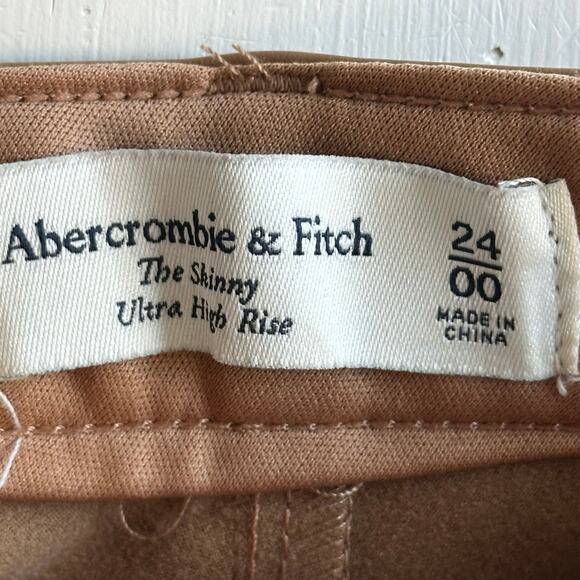 Abercrombie & Fitch
The Skinny
Ultra High Rise
24
00
MADE IN
CHINA